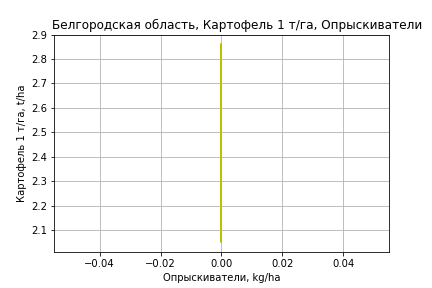 Белгородская область, Картофель 1 т/га, Опрыскиватели
2.9
2.8
2.7
2.6
2.5
2.4
2.3
2.2
2.1
Картофель 1 т/га, t/ha
−0.04 −0.02 0.00 0.02 0.04
Опрыскиватели, kg/ha